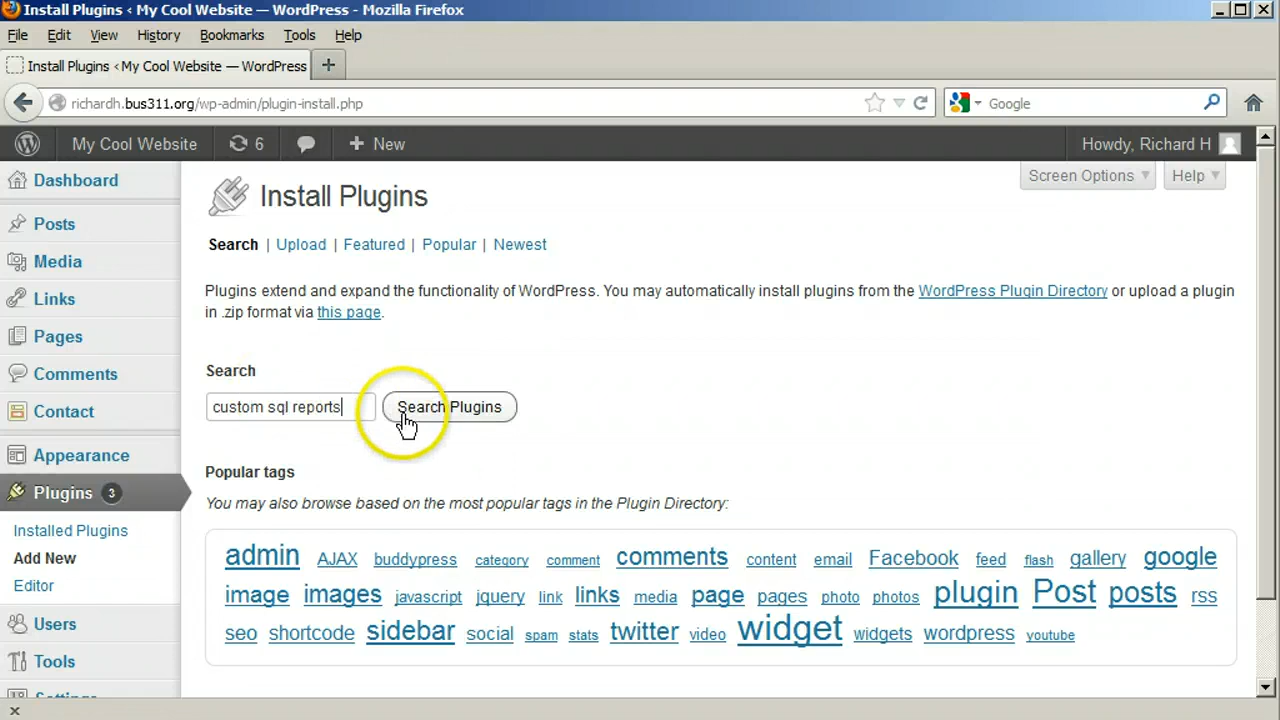 Install Plugins ‹ My Cool Website — WordPress - Mozilla Firefox
File Edit View History Bookmarks Tools Help
Install Plugins ‹ My Cool Website — WordPress +
richardh.bus311.org/wp-admin/plugin-install.php Google
My Cool Website 6 + New Howdy, Richard H
Screen Options Help
Dashboard
Posts
Media
Links
Pages
Comments
Contact
Appearance
Plugins 3
Installed Plugins
Add New
Editor
Users
Tools
Settings
Install Plugins
Search | Upload | Featured | Popular | Newest
Plugins extend and expand the functionality of WordPress. You may automatically install plugins from the WordPress Plugin Directory or upload a plugin
in .zip format via this page.
Search
custom sql reports Search Plugins
Popular tags
You may also browse based on the most popular tags in the Plugin Directory:
admin AJAX buddypress category comment comments content email Facebook feed flash gallery google
image images javascript jquery link links media page pages photo photos plugin Post posts rss
seo shortcode sidebar social spam stats twitter video widget widgets wordpress youtube